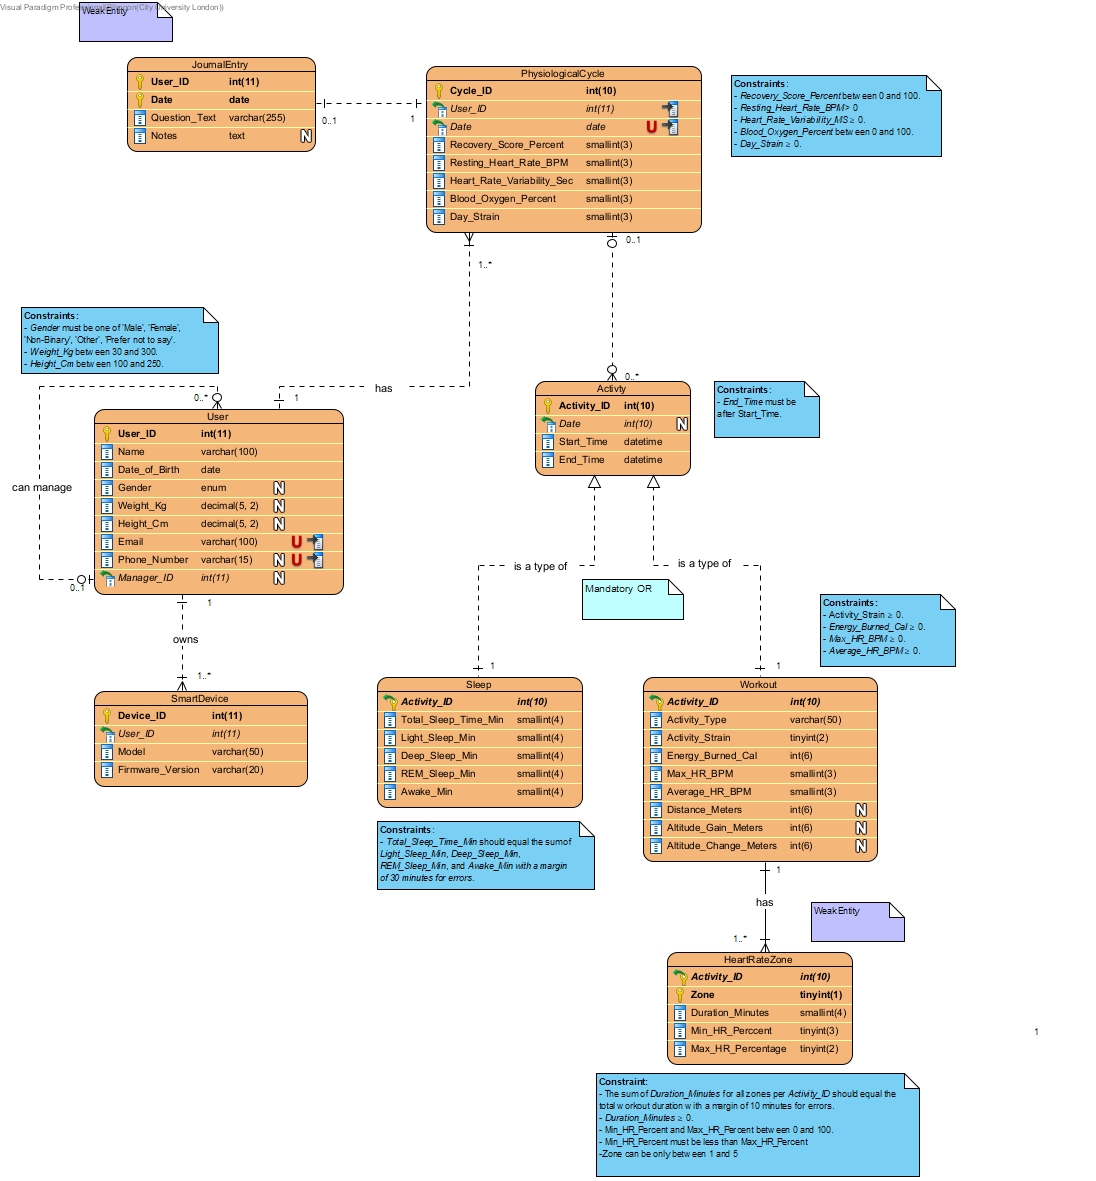 Visual Paradigm Professional(City University London))
WeakEntity
JournalEntry
User_ID int(11)
Date date
Question_Text varchar(255)
Notes text N
0..1
1
PhysiologicalCycle
Cycle_ID int(10)
User_ID int(11)
Date date U
Recovery_Score_Percent smallint(3)
Resting_Heart_Rate_BPM smallint(3)
Heart_Rate_Variability_Sec smallint(3)
Blood_Oxygen_Percent smallint(3)
Day_Strain smallint(3)
Constraints:
- Recovery_Score_Percent between 0 and 100.
- Resting_Heart_Rate_BPM > 0
- Heart_Rate_Variability_MS ≥ 0.
- Blood_Oxygen_Percent between 0 and 100.
- Day_Strain ≥ 0.
1..*
0..1
Constraints:
- Gender must be one of 'Male', 'Female',
'Non-Binary', 'Other', 'Prefer not to say'.
- Weight_Kg between 30 and 300.
- Height_Cm between 100 and 250.
has
0..*
1
0..*
can manage
0..1
User
User_ID int(11)
Name varchar(100)
Date_of_Birth date
Gender enum N
Weight_Kg decimal(5, 2) N
Height_Cm decimal(5, 2) N
Email varchar(100) U
Phone_Number varchar(15) N U
Manager_ID int(11) N
Activty
Activity_ID int(10)
Date int(10) N
Start_Time datetime
End_Time datetime
Constraints:
- End_Time must be
after Start_Time.
is a type of
is a type of
Mandatory OR
1
owns
1..*
SmartDevice
Device_ID int(11)
User_ID int(11)
Model varchar(50)
Firmware_Version varchar(20)
1
1
Constraints:
- Activity_Strain ≥ 0.
- Energy_Burned_Cal ≥ 0.
- Max_HR_BPM ≥ 0.
- Average_HR_BPM ≥ 0.
Sleep
Activity_ID int(10)
Total_Sleep_Time_Min smallint(4)
Light_Sleep_Min smallint(4)
Deep_Sleep_Min smallint(4)
REM_Sleep_Min smallint(4)
Awake_Min smallint(4)
Constraints:
- Total_Sleep_Time_Min should equal the sum of
Light_Sleep_Min, Deep_Sleep_Min,
REM_Sleep_Min, and Awake_Min with a margin
of 30 minutes for errors.
Workout
Activity_ID int(10)
Activity_Type varchar(50)
Activity_Strain tinyint(2)
Energy_Burned_Cal int(6)
Max_HR_BPM smallint(3)
Average_HR_BPM smallint(3)
Distance_Meters int(6) N
Altitude_Gain_Meters int(6) N
Altitude_Change_Meters int(6) N
1
has
1..*
WeakEntity
HeartRateZone
Activity_ID int(10)
Zone tinyint(1)
Duration_Minutes smallint(4)
Min_HR_Perccent tinyint(3)
Max_HR_Percentage tinyint(2)
1
Constraint:
- The sum of Duration_Minutes for all zones per Activity_ID should equal the
total workout duration with a margin of 10 minutes for errors.
- Duration_Minutes ≥ 0.
- Min_HR_Percent and Max_HR_Percent between 0 and 100.
- Min_HR_Percent must be less than Max_HR_Percent
-Zone can be only between 1 and 5